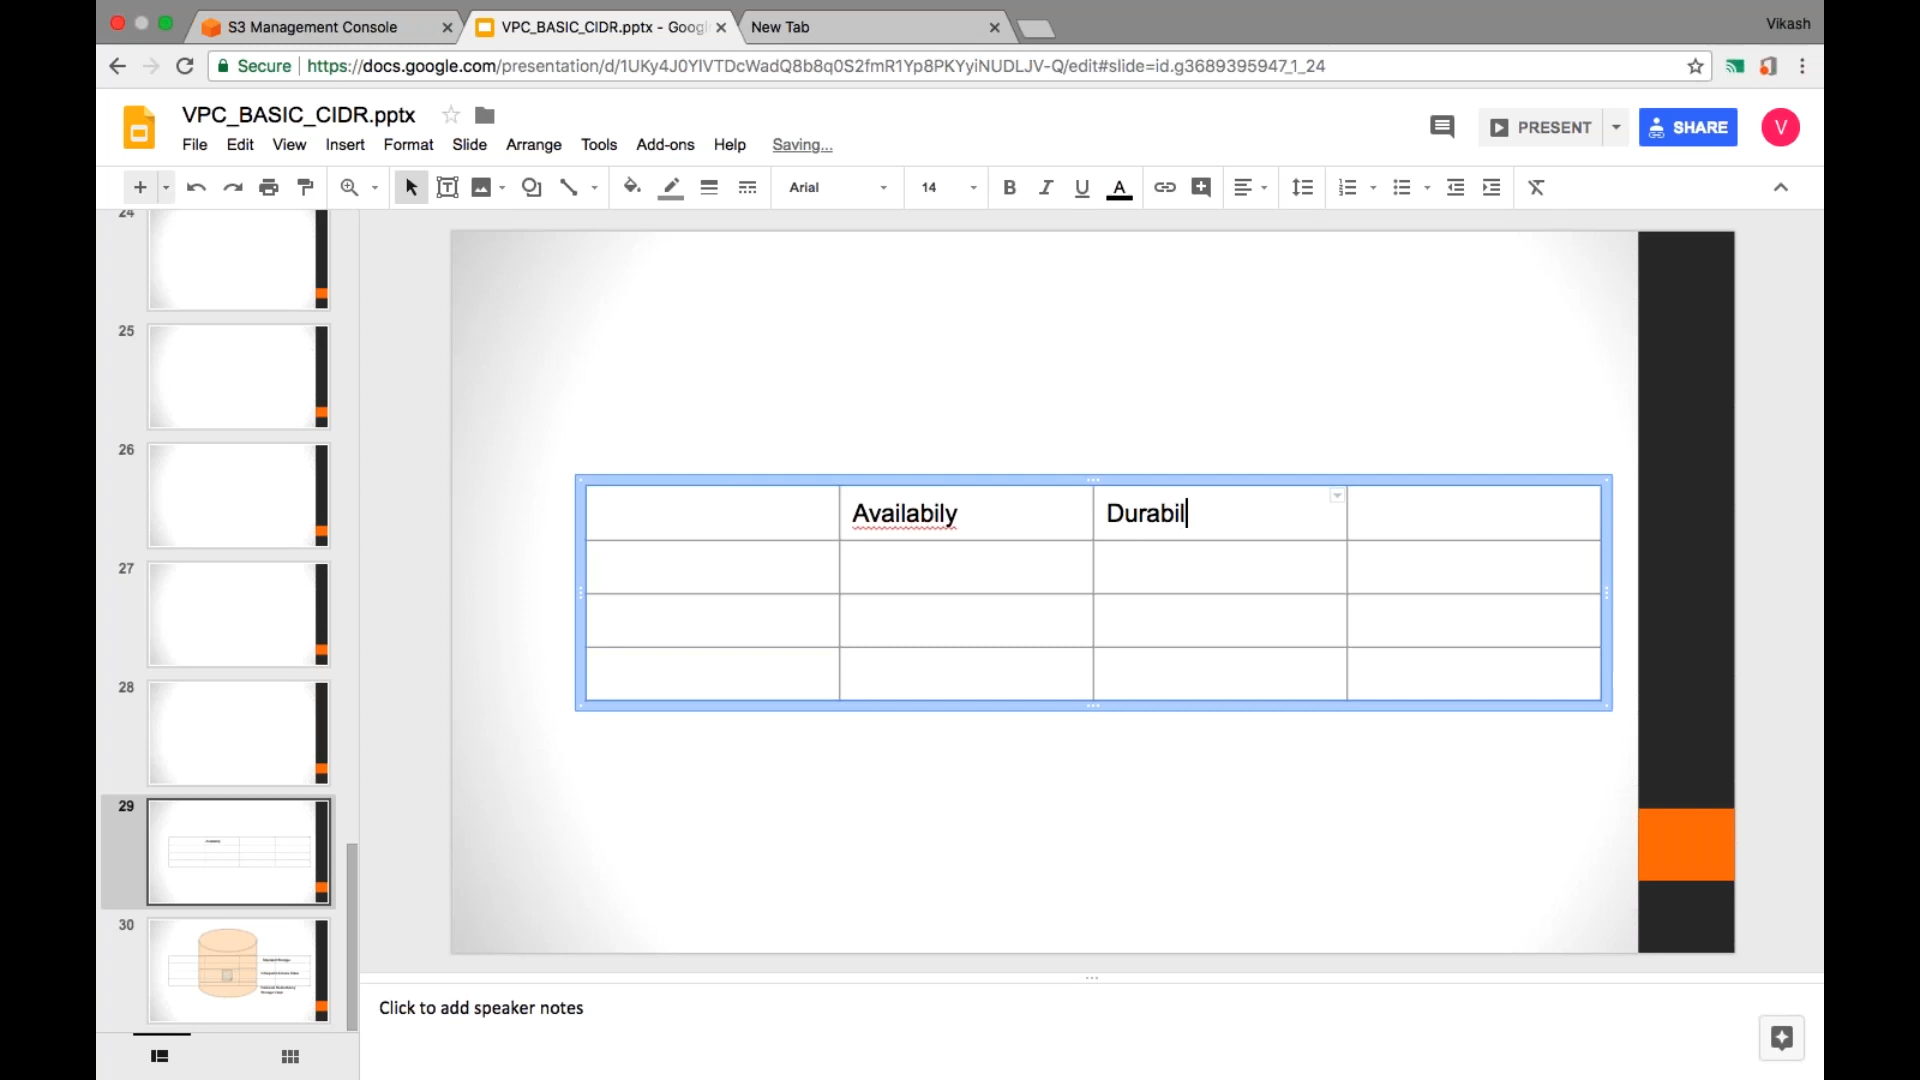 S3 Management Console
VPC_BASIC_CIDR.pptx - Googl
New Tab
Vikash
Secure
https://docs.google.com/presentation/d/1UKy4J0YlVTDcWadQ8b8q0S2fmR1Yp8PKYyiNUDLJV-Q/edit#slide=id.g3689395947_1_24
VPC_BASIC_CIDR.pptx
File Edit View Insert Format Slide Arrange Tools Add-ons Help Saving...
PRESENT
SHARE
V
Arial
14
B I U A
24
25
26
27
28
29
30
Availabily
Durabil
Click to add speaker notes